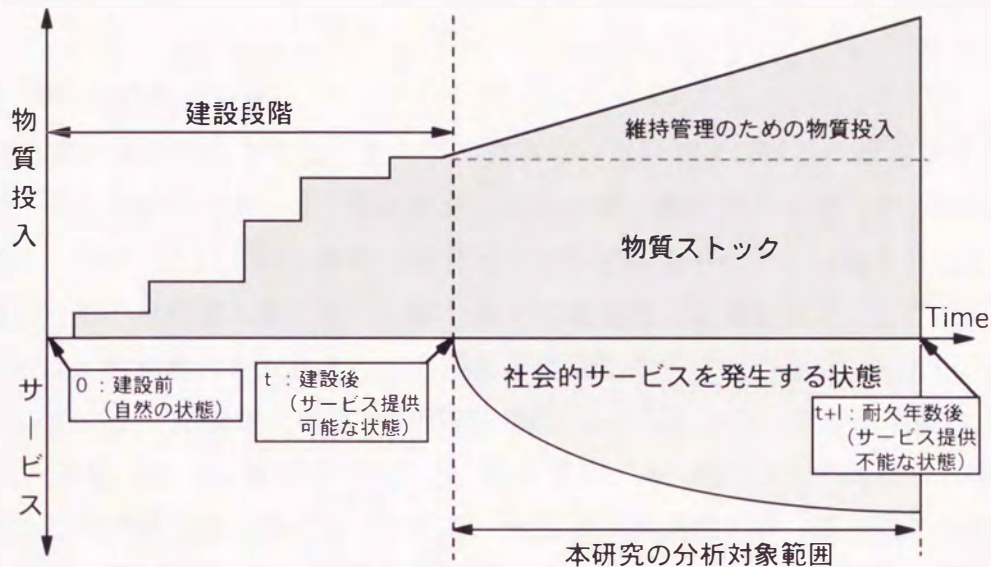 物質投入
建設段階
維持管理のための物質投入
物質ストック
Time
サービス
0 : 建設前
(自然の状態)
t : 建設後
(サービス提供
可能な状態)
社会的サービスを発生する状態
t+l : 耐久年数後
(サービス提供
不能な状態)
本研究の分析対象範囲